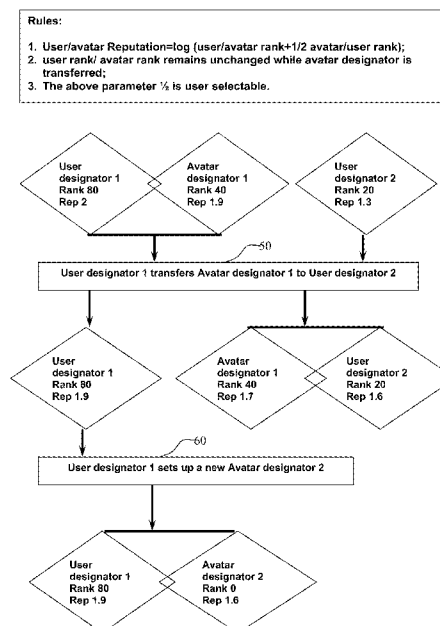 Rules:
1. User/avatar Reputation=log (user/avatar rank+1/2 avatar/user rank);
2. user rank/ avatar rank remains unchanged while avatar designator is
transferred;
3. The above parameter ½ is user selectable.
User
designator 1
Rank 80
Rep 2
Avatar
designator 1
Rank 40
Rep 1.9
User
designator 2
Rank 20
Rep 1.3
50
User designator 1 transfers Avatar designator 1 to User designator 2
User
designator 1
Rank 80
Rep 1.9
Avatar
designator 1
Rank 40
Rep 1.7
User
designator 2
Rank 20
Rep 1.6
60
User designator 1 sets up a new Avatar designator 2
User
designator 1
Rank 80
Rep 1.9
Avatar
designator 2
Rank 0
Rep 1.6